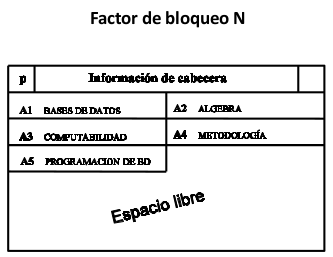 Factor de bloqueo N
p Información de cabecera
A1 BASES DE DATOS A2 ALGEBRA
A3 COMPUTABILIDAD A4 METODOLOGÍA
A5 PROGRAMACION DE BD
Espacio libre